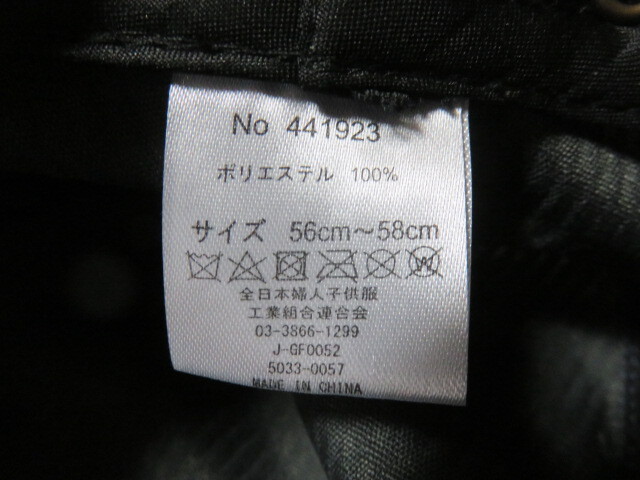 No 441923
ポリエステル 100%
サイズ 56cm～58cm
全日本婦人子供服
工業組合連合会
03-3866-1299
J-GF0052
5033-0057
MADE IN CHINA